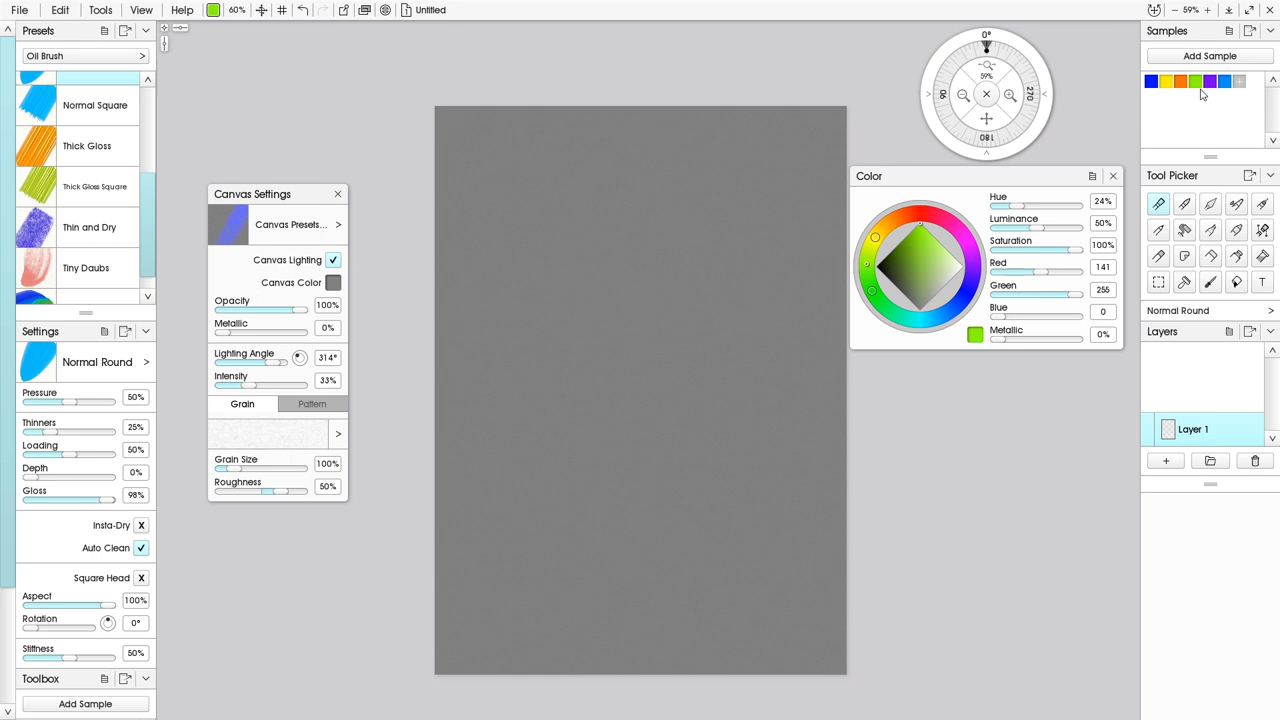 File Edit Tools View Help 60% Untitled 59%
Presets
Oil Brush >
Normal Square
Thick Gloss
Thick Gloss Square
Thin and Dry
Tiny Daubs
Settings
Normal Round >
Pressure 50%
Thinners 25%
Loading 50%
Depth 0%
Gloss 98%
Insta-Dry X
Auto Clean
Square Head X
Aspect 100%
Rotation 0°
Stiffness 50%
Toolbox
Add Sample
Canvas Settings
Canvas Presets... >
Canvas Lighting
Canvas Color
Opacity 100%
Metallic 0%
Lighting Angle 314°
Intensity 33%
Grain Pattern
Grain Size 100%
Roughness 50%
0°
59%
90
270
180
Color
Hue 24%
Luminance 50%
Saturation 100%
Red 141
Green 255
Blue 0
Metallic 0%
Samples
Add Sample
Tool Picker
T
Normal Round >
Layers
Layer 1